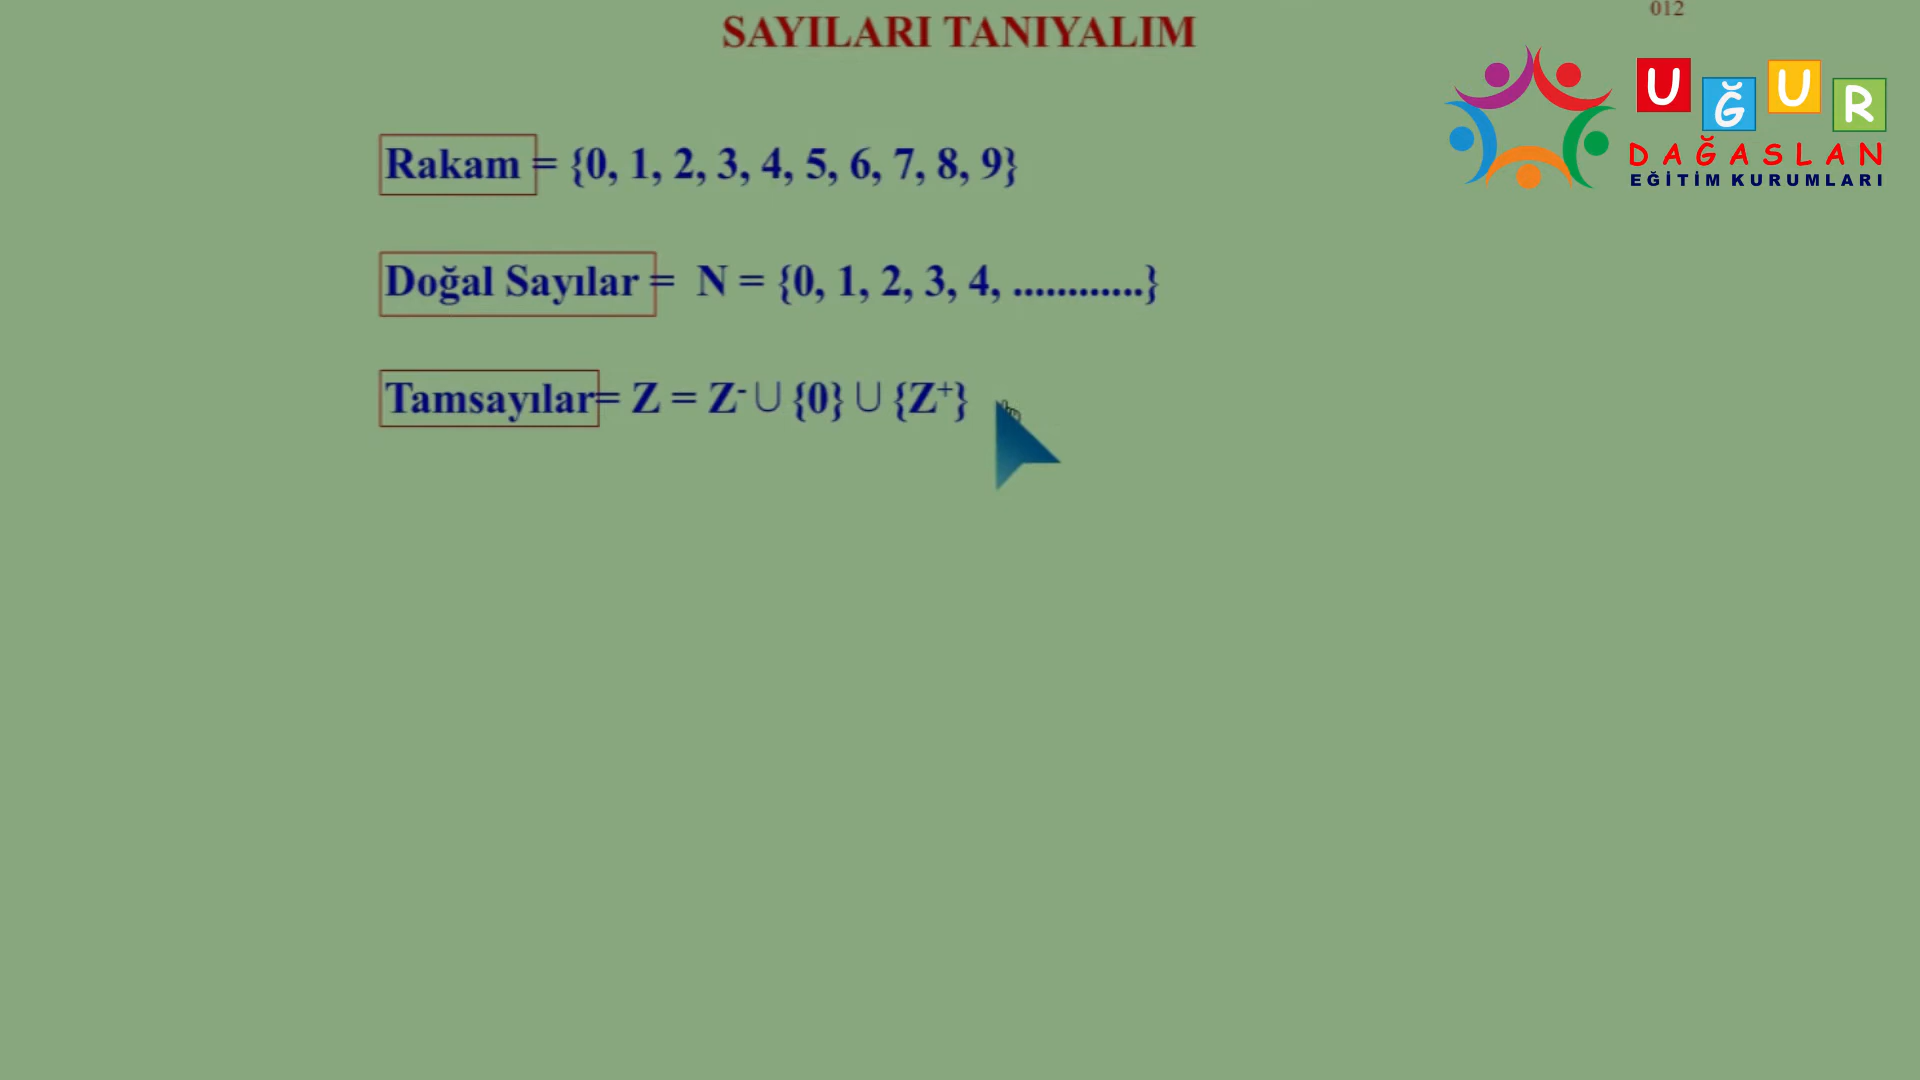 SAYILARI TANIYALIM
012
UĞUR
DAĞASLAN
EĞİTİM KURUMLARI
Rakam = {0, 1, 2, 3, 4, 5, 6, 7, 8, 9}
Doğal Sayılar = N = {0, 1, 2, 3, 4, ............}
Tamsayılar= Z = Z⁻ ∪ {0} ∪ {Z⁺}